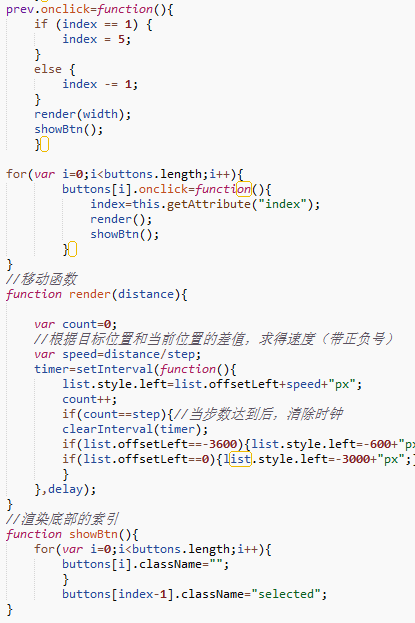 prev.onclick=function(){
if (index == 1) {
index = 5;
}
else {
index -= 1;
}
render(width);
showBtn();
}
for(var i=0;i<buttons.length;i++){
buttons[i].onclick=function(){
index=this.getAttribute("index");
render();
showBtn();
}
}
//移动函数
function render(distance){
var count=0;
//根据目标位置和当前位置的差值，求得速度（带正负号）
var speed=distance/step;
timer=setInterval(function(){
list.style.left=list.offsetLeft+speed+"px";
count++;
if(count==step){//当步数达到后，清除时钟
clearInterval(timer);
if(list.offsetLeft==-3600){list.style.left=-600+"px
if(list.offsetLeft==0){list.style.left=-3000+"px";}
}
},delay);
}
//渲染底部的索引
function showBtn(){
for(var i=0;i<buttons.length;i++){
buttons[i].className="";
}
buttons[index-1].className="selected";
}